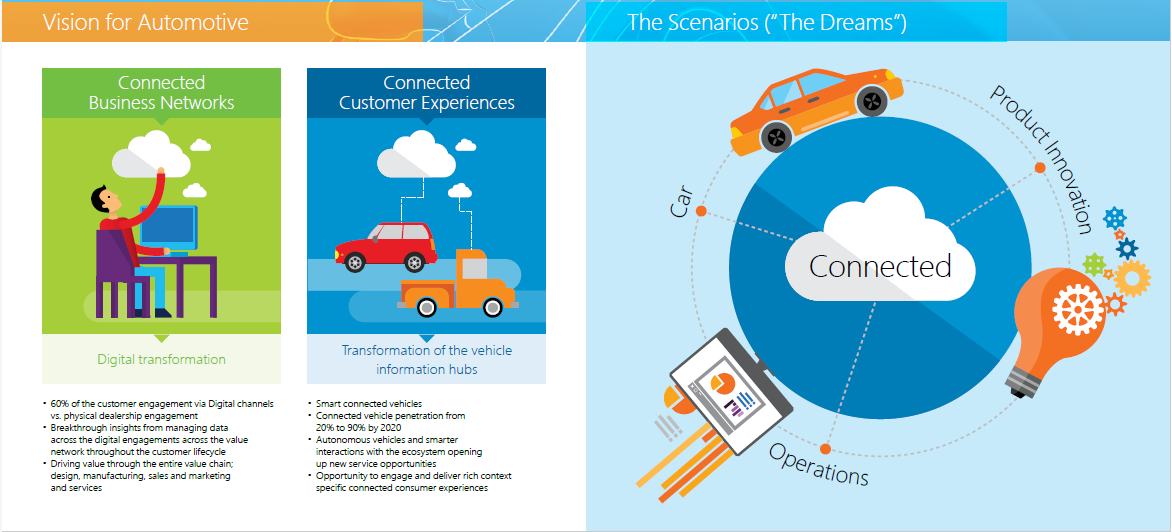 Vision for Automotive
Connected
Business Networks
Digital transformation
• 60% of the customer engagement via Digital channels
vs. physical dealership engagement
• Breakthrough insights from managing data
across the digital engagements across the value
network throughout the customer lifecycle
• Driving value through the entire value chain;
design, manufacturing, sales and marketing
and services
Connected
Customer Experiences
Transformation of the vehicle
information hubs
• Smart connected vehicles
• Connected vehicle penetration from
20% to 90% by 2020
• Autonomous vehicles and smarter
interactions with the ecosystem opening
up new service opportunities
• Opportunity to engage and deliver rich context
specific connected consumer experiences
The Scenarios (“The Dreams”)
Car
Product Innovation
Connected
Operations